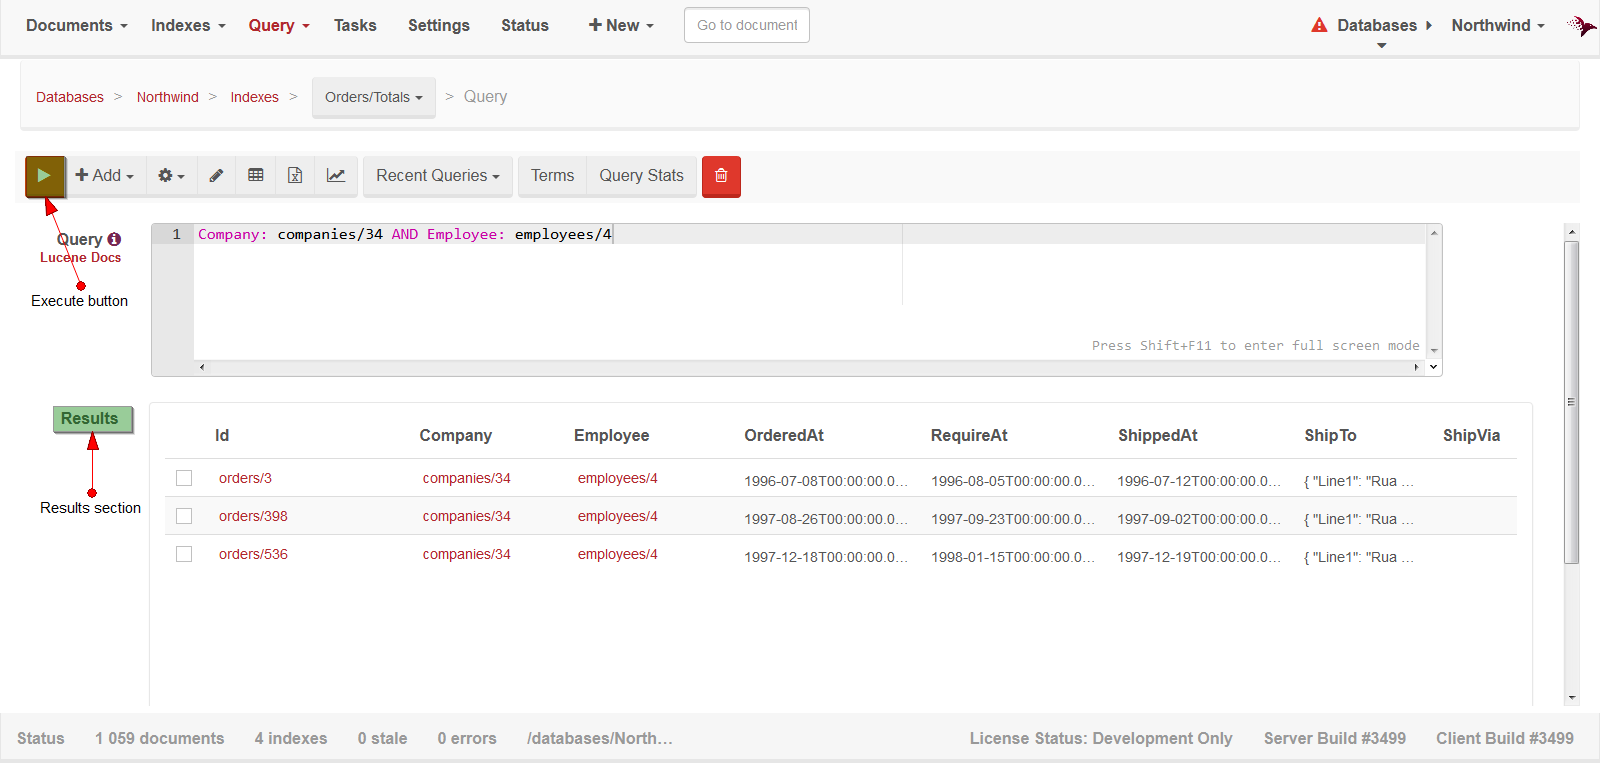 Documents Indexes Query Tasks Settings Status + New Go to document Databases Northwind
Databases > Northwind > Indexes > Orders/Totals > Query
Add Recent Queries Terms Query Stats
Query
Lucene Docs
Execute button
1 Company: companies/34 AND Employee: employees/4
Press Shift+F11 to enter full screen mode
Results
Results section
Id Company Employee OrderedAt RequireAt ShippedAt ShipTo ShipVia
orders/3 companies/34 employees/4 1996-07-08T00:00:00.0… 1996-08-05T00:00:00.0… 1996-07-12T00:00:00.0… { "Line1": "Rua …
orders/398 companies/34 employees/4 1997-08-26T00:00:00.0… 1997-09-23T00:00:00.0… 1997-09-02T00:00:00.0… { "Line1": "Rua …
orders/536 companies/34 employees/4 1997-12-18T00:00:00.0… 1998-01-15T00:00:00.0… 1997-12-19T00:00:00.0… { "Line1": "Rua …
Status 1 059 documents 4 indexes 0 stale 0 errors /databases/North… License Status: Development Only Server Build #3499 Client Build #3499